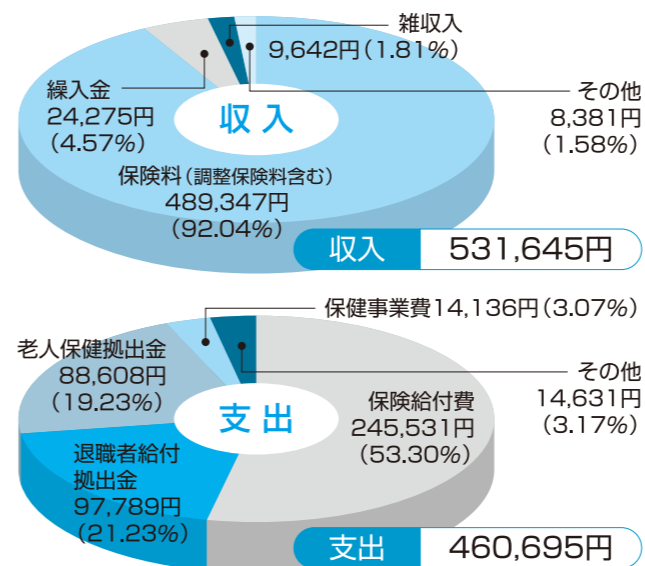 雑収入
9,642円(1.81%)
繰入金
24,275円
(4.57%)
収入
その他
8,381円
(1.58%)
保険料(調整保険料含む)
489,347円
(92.04%)
収入 531,645円
保健事業費14,136円(3.07%)
老人保健拠出金
88,608円
(19.23%)
支出
その他
14,631円
(3.17%)
保険給付費
245,531円
(53.30%)
退職者給付
拠出金
97,789円
(21.23%)
支出 460,695円